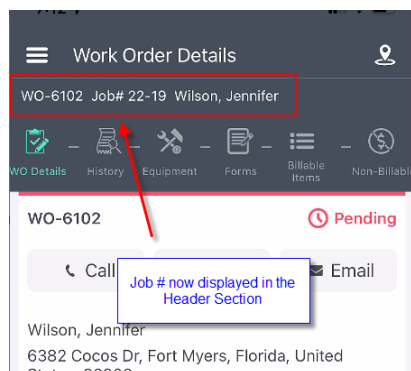 Work Order Details
WO-6102 Job# 22-19 Wilson, Jennifer
WO Details
History
Equipment
Forms
Billable
Items
Non-Billabl
WO-6102
Pending
Call
Email
Job # now displayed in the
Header Section
Wilson, Jennifer
6382 Cocos Dr, Fort Myers, Florida, United